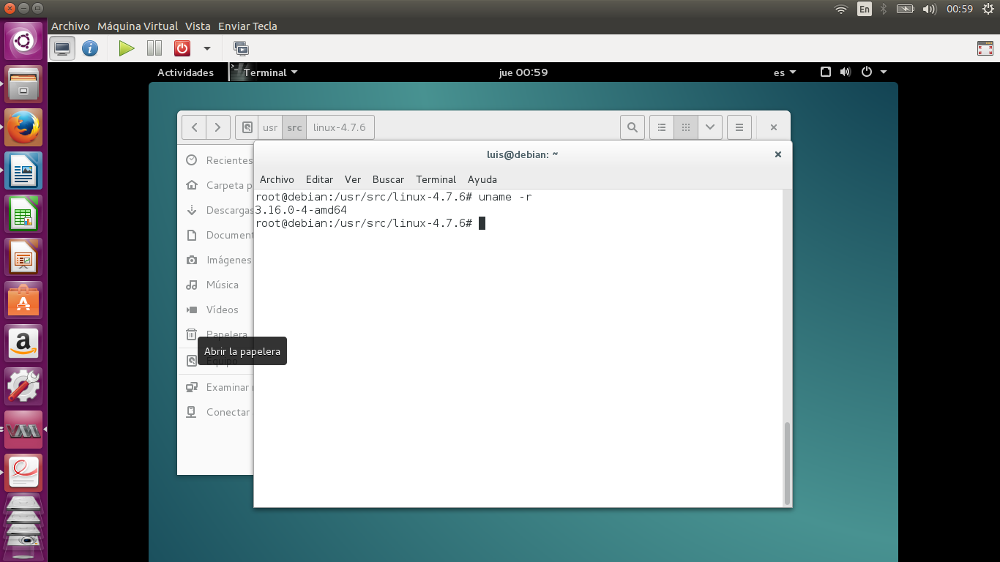 En 00:59
Archivo Máquina Virtual Vista Enviar Tecla
Actividades Terminal jue 00:59 es
usr src linux-4.7.6
Recientes
Carpeta p
Descargas
Document
Imágenes
Música
Vídeos
Papelera
Abrir la papelera
Equipo
Examinar r
Conectar
luis@debian: ~
Archivo Editar Ver Buscar Terminal Ayuda
root@debian:/usr/src/linux-4.7.6# uname -r
3.16.0-4-amd64
root@debian:/usr/src/linux-4.7.6#